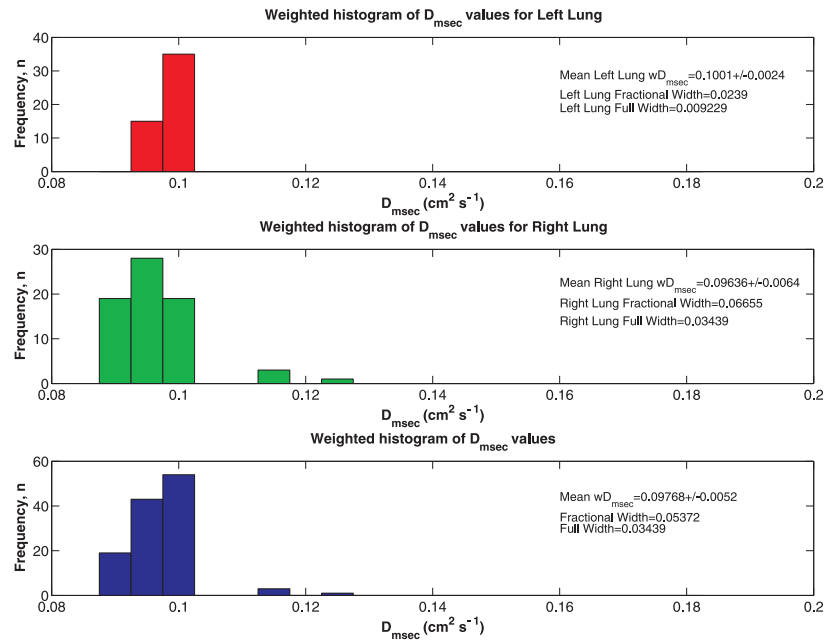 Weighted histogram of Dmsec values for Left Lung
Frequency, n
40
30
20
10
0
Mean Left Lung wDmsec=0.1001+/-0.0024
Left Lung Fractional Width=0.0239
Left Lung Full Width=0.009229
0.08 0.1 0.12 0.14 0.16 0.18 0.2
Dmsec (cm² s⁻¹)
Weighted histogram of Dmsec values for Right Lung
Frequency, n
30
20
10
0
Mean Right Lung wDmsec=0.09636+/-0.0064
Right Lung Fractional Width=0.06655
Right Lung Full Width=0.03439
0.08 0.1 0.12 0.14 0.16 0.18 0.2
Dmsec (cm² s⁻¹)
Weighted histogram of Dmsec values
Frequency, n
60
40
20
0
Mean wDmsec=0.09768+/-0.0052
Fractional Width=0.05372
Full Width=0.03439
0.08 0.1 0.12 0.14 0.16 0.18 0.2
Dmsec (cm² s⁻¹)